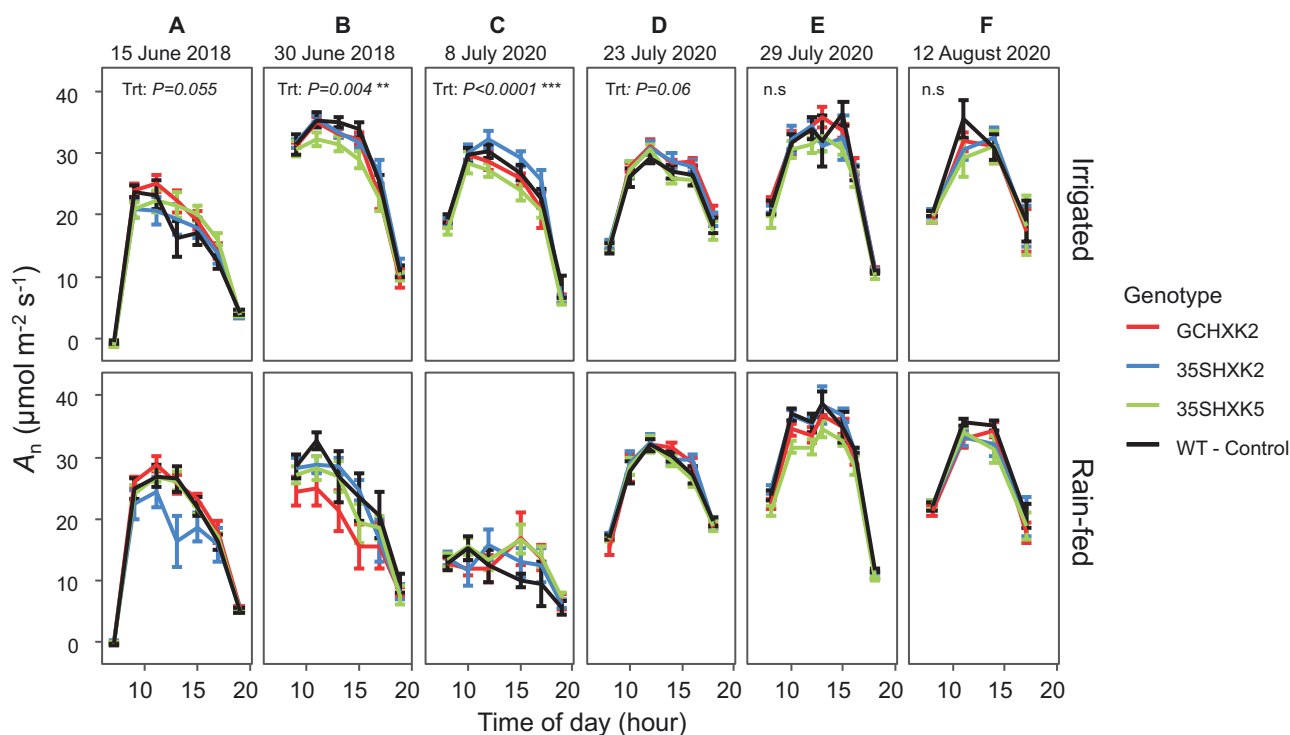 A B C D E F
15 June 2018 30 June 2018 8 July 2020 23 July 2020 29 July 2020 12 August 2020
Trt: P=0.055 Trt: P=0.004 ** Trt: P<0.0001 *** Trt: P=0.06 n.s n.s
40
30
20
10
0
Irrigated
40
30
20
10
0
Rain-fed
An (µmol m-2 s-1)
10 15 20 10 15 20 10 15 20 10 15 20 10 15 20 10 15 20
Time of day (hour)
Genotype
GCHXK2
35SHXK2
35SHXK5
WT - Control